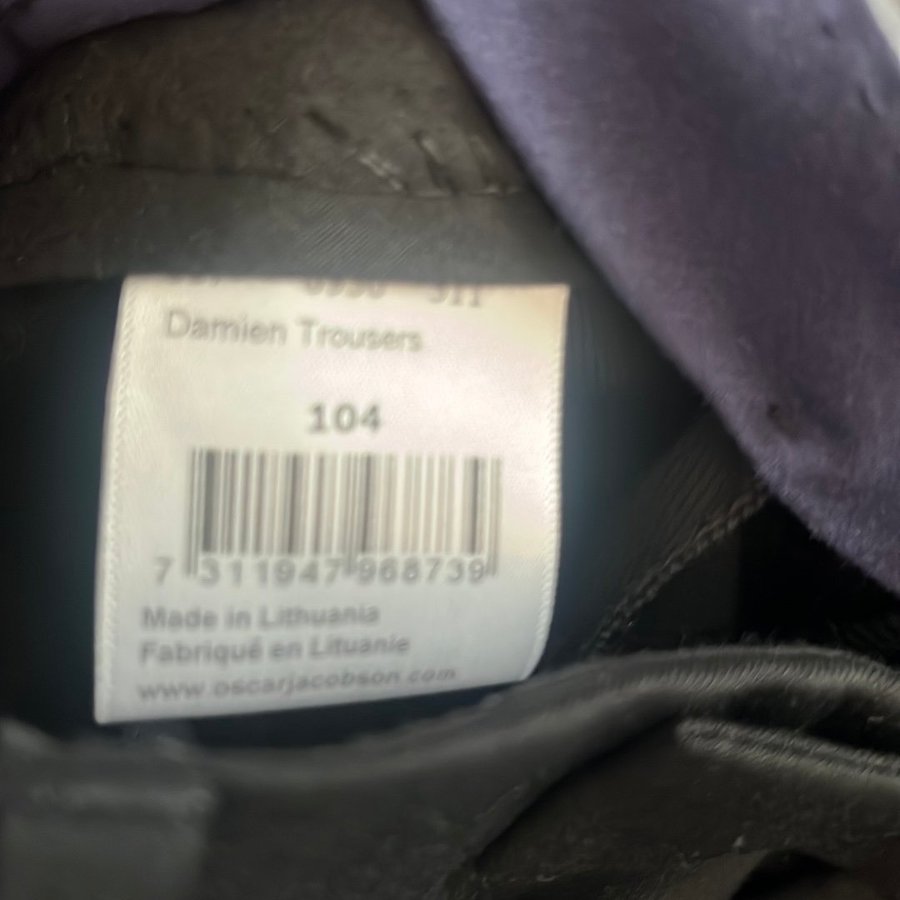 Damien Trousers
104
7 311947 968739
Made in Lithuania
Fabriqué en Lituanie
www.oscarjacobson.com